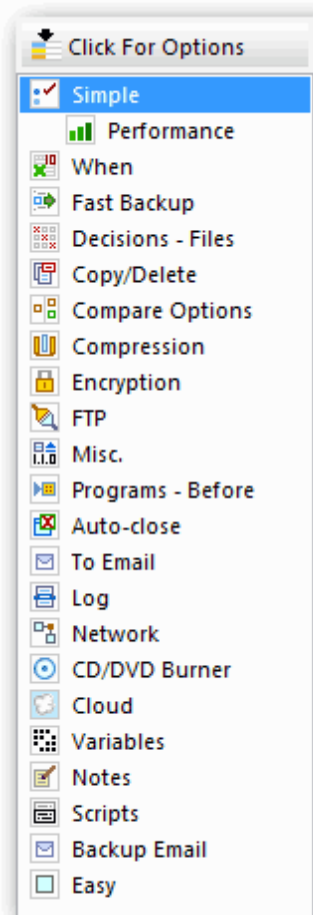 Click For Options
Simple
Performance
When
Fast Backup
Decisions - Files
Copy/Delete
Compare Options
Compression
Encryption
FTP
Misc.
Programs - Before
Auto-close
To Email
Log
Network
CD/DVD Burner
Cloud
Variables
Notes
Scripts
Backup Email
Easy